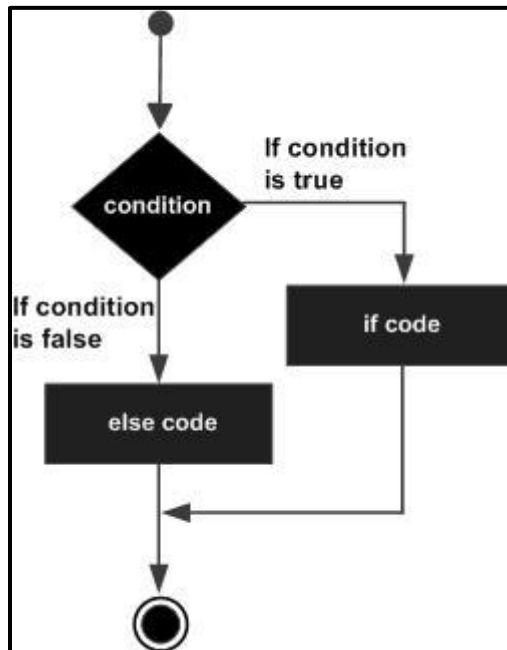 If condition
is true
condition
If condition
is false
if code
else code